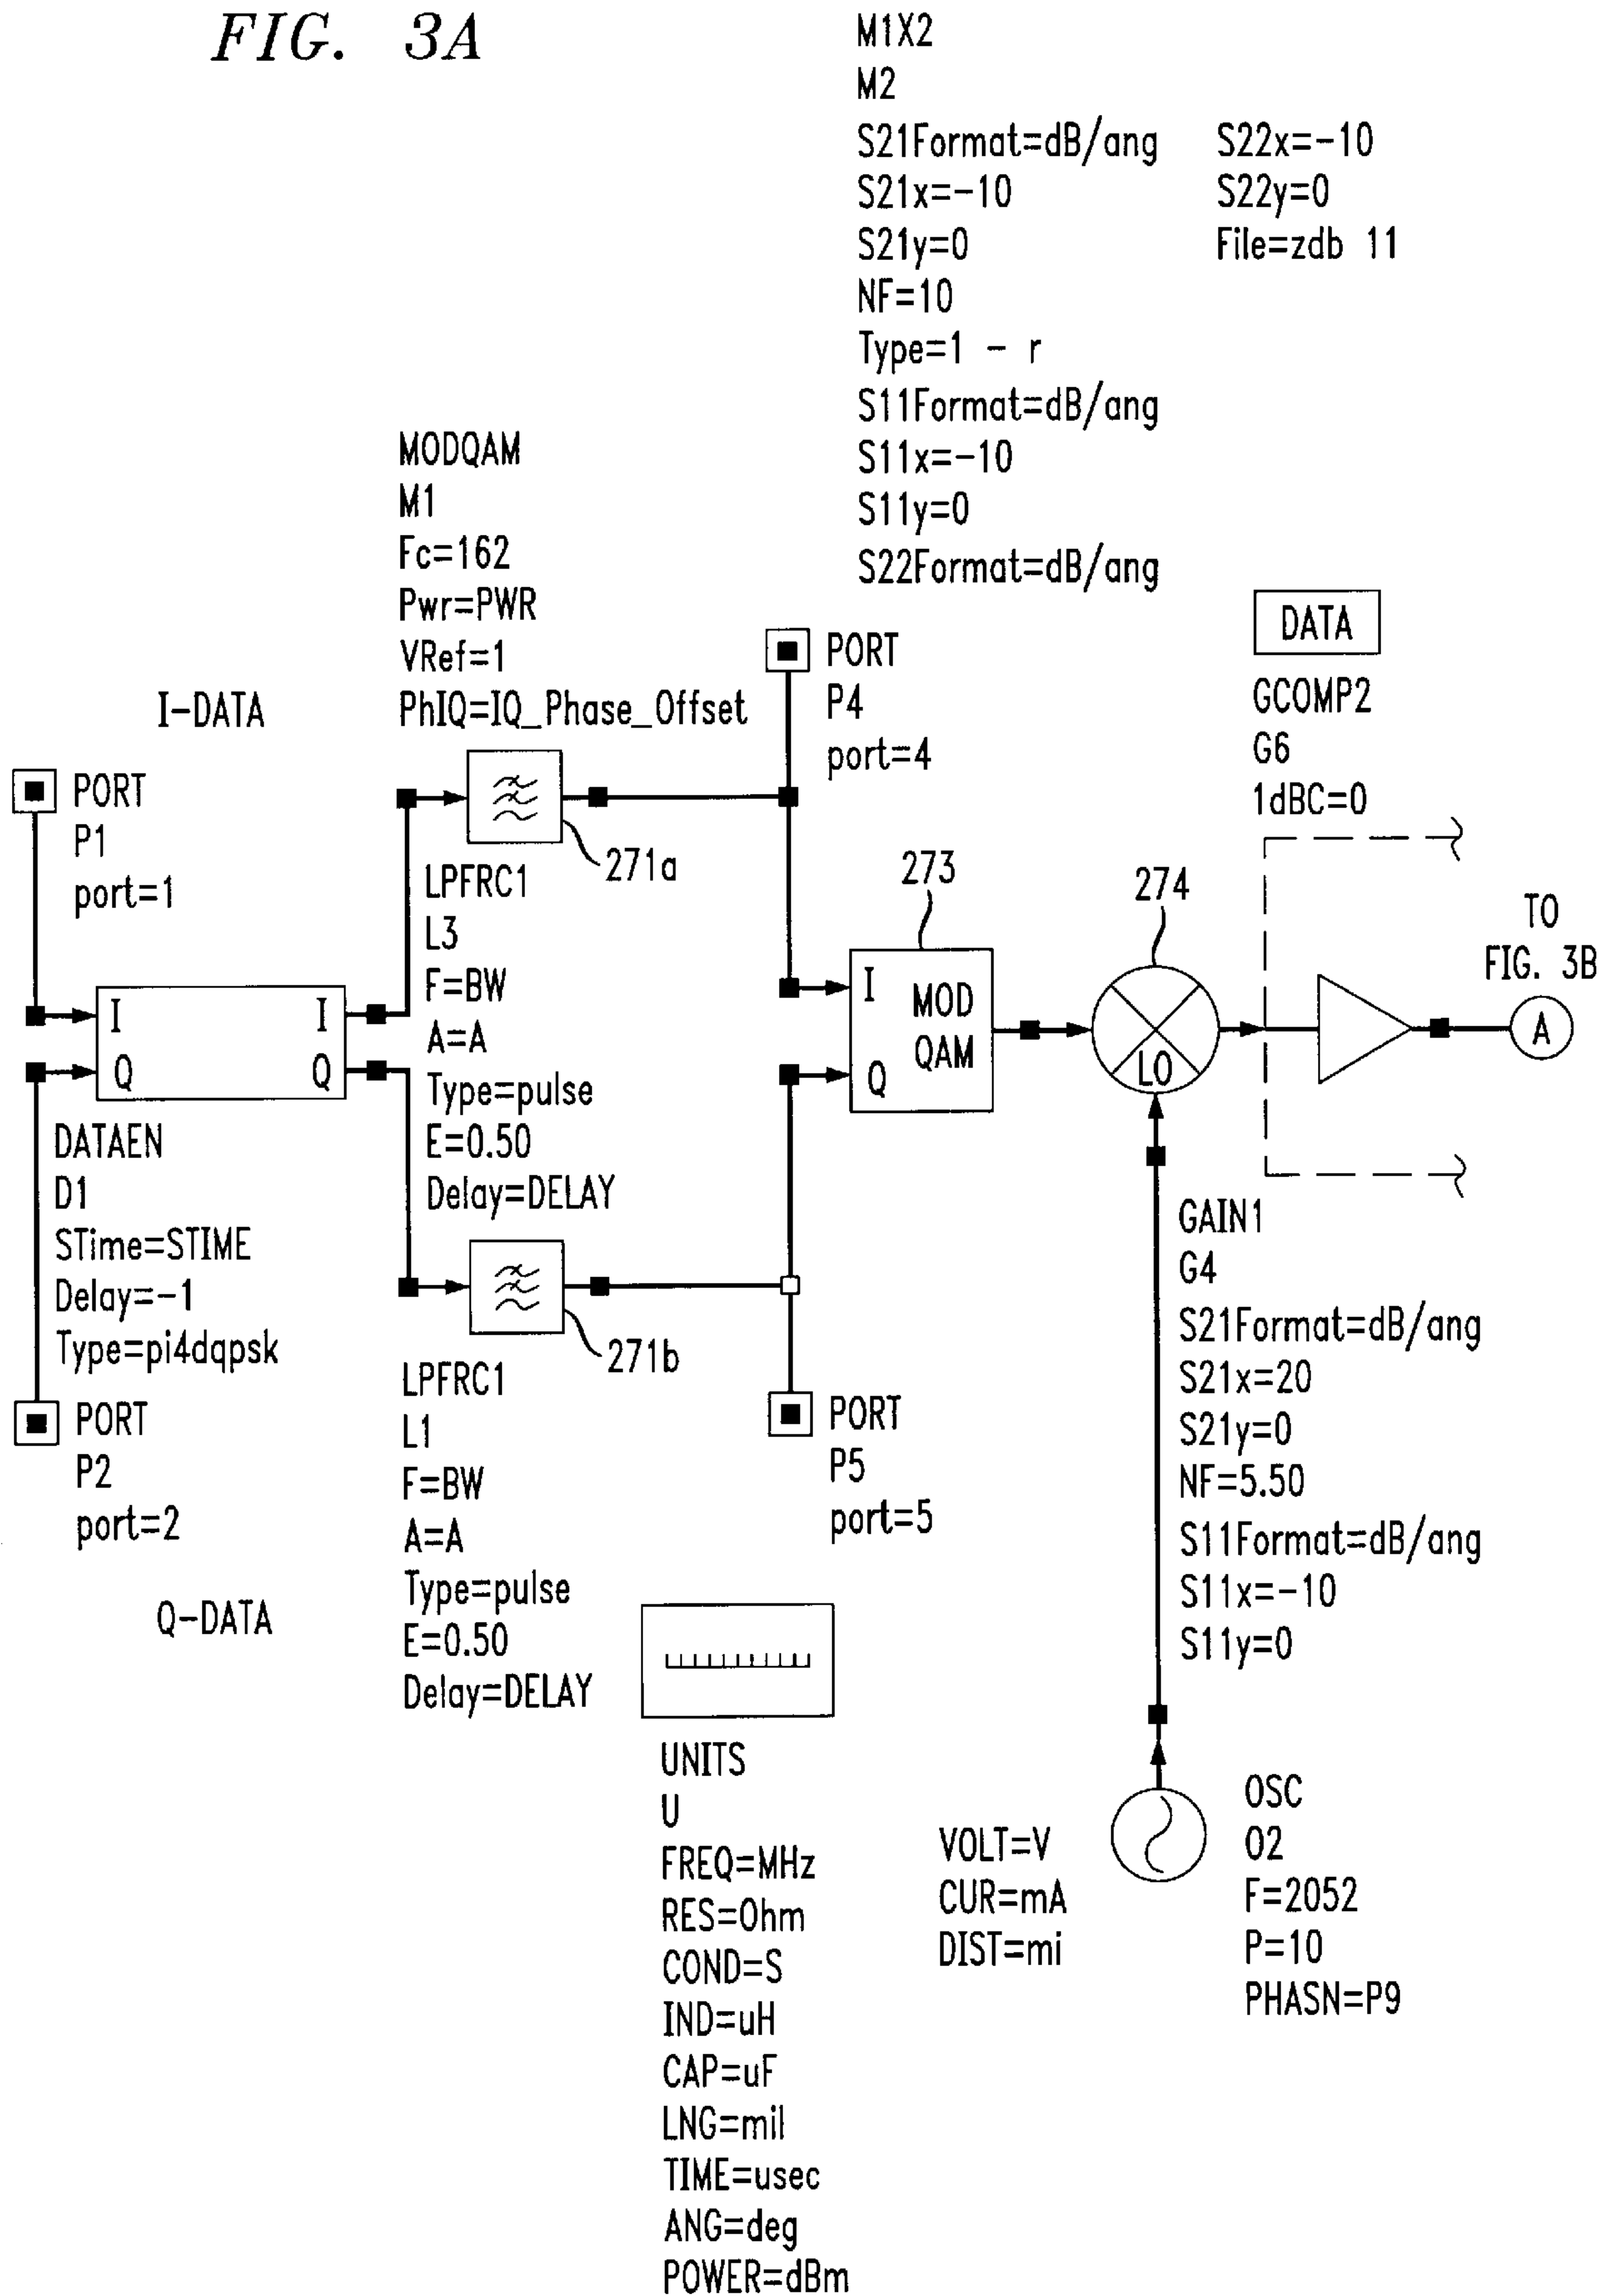 FIG. 3A
M1X2
M2
S21Format=dB/ang
S21x=-10
S21y=0
NF=10
Type=1 - r
S11Format=dB/ang
S11x=-10
S11y=0
S22Format=dB/ang
S22x=-10
S22y=0
File=zdb 11
MODQAM
M1
Fc=162
Pwr=PWR
VRef=1
PhIQ=IQ_Phase_Offset
I-DATA
PORT
P1
port=1
PORT
P4
port=4
DATA
GCOMP2
G6
1dBC=0
271a
LPFRC1
L3
F=BW
A=A
Type=pulse
E=0.50
Delay=DELAY
273
274
TO
FIG. 3B
A
I
I
Q
Q
I
MOD
QAM
Q
LO
DATAEN
D1
STime=STIME
Delay=-1
Type=pi4dqpsk
PORT
P2
port=2
Q-DATA
271b
LPFRC1
L1
F=BW
A=A
Type=pulse
E=0.50
Delay=DELAY
PORT
P5
port=5
GAIN1
G4
S21Format=dB/ang
S21x=20
S21y=0
NF=5.50
S11Format=dB/ang
S11x=-10
S11y=0
UNITS
U
FREQ=MHz
RES=Ohm
COND=S
IND=uH
CAP=uF
LNG=mil
TIME=usec
ANG=deg
POWER=dBm
VOLT=V
CUR=mA
DIST=mi
OSC
O2
F=2052
P=10
PHASN=P9